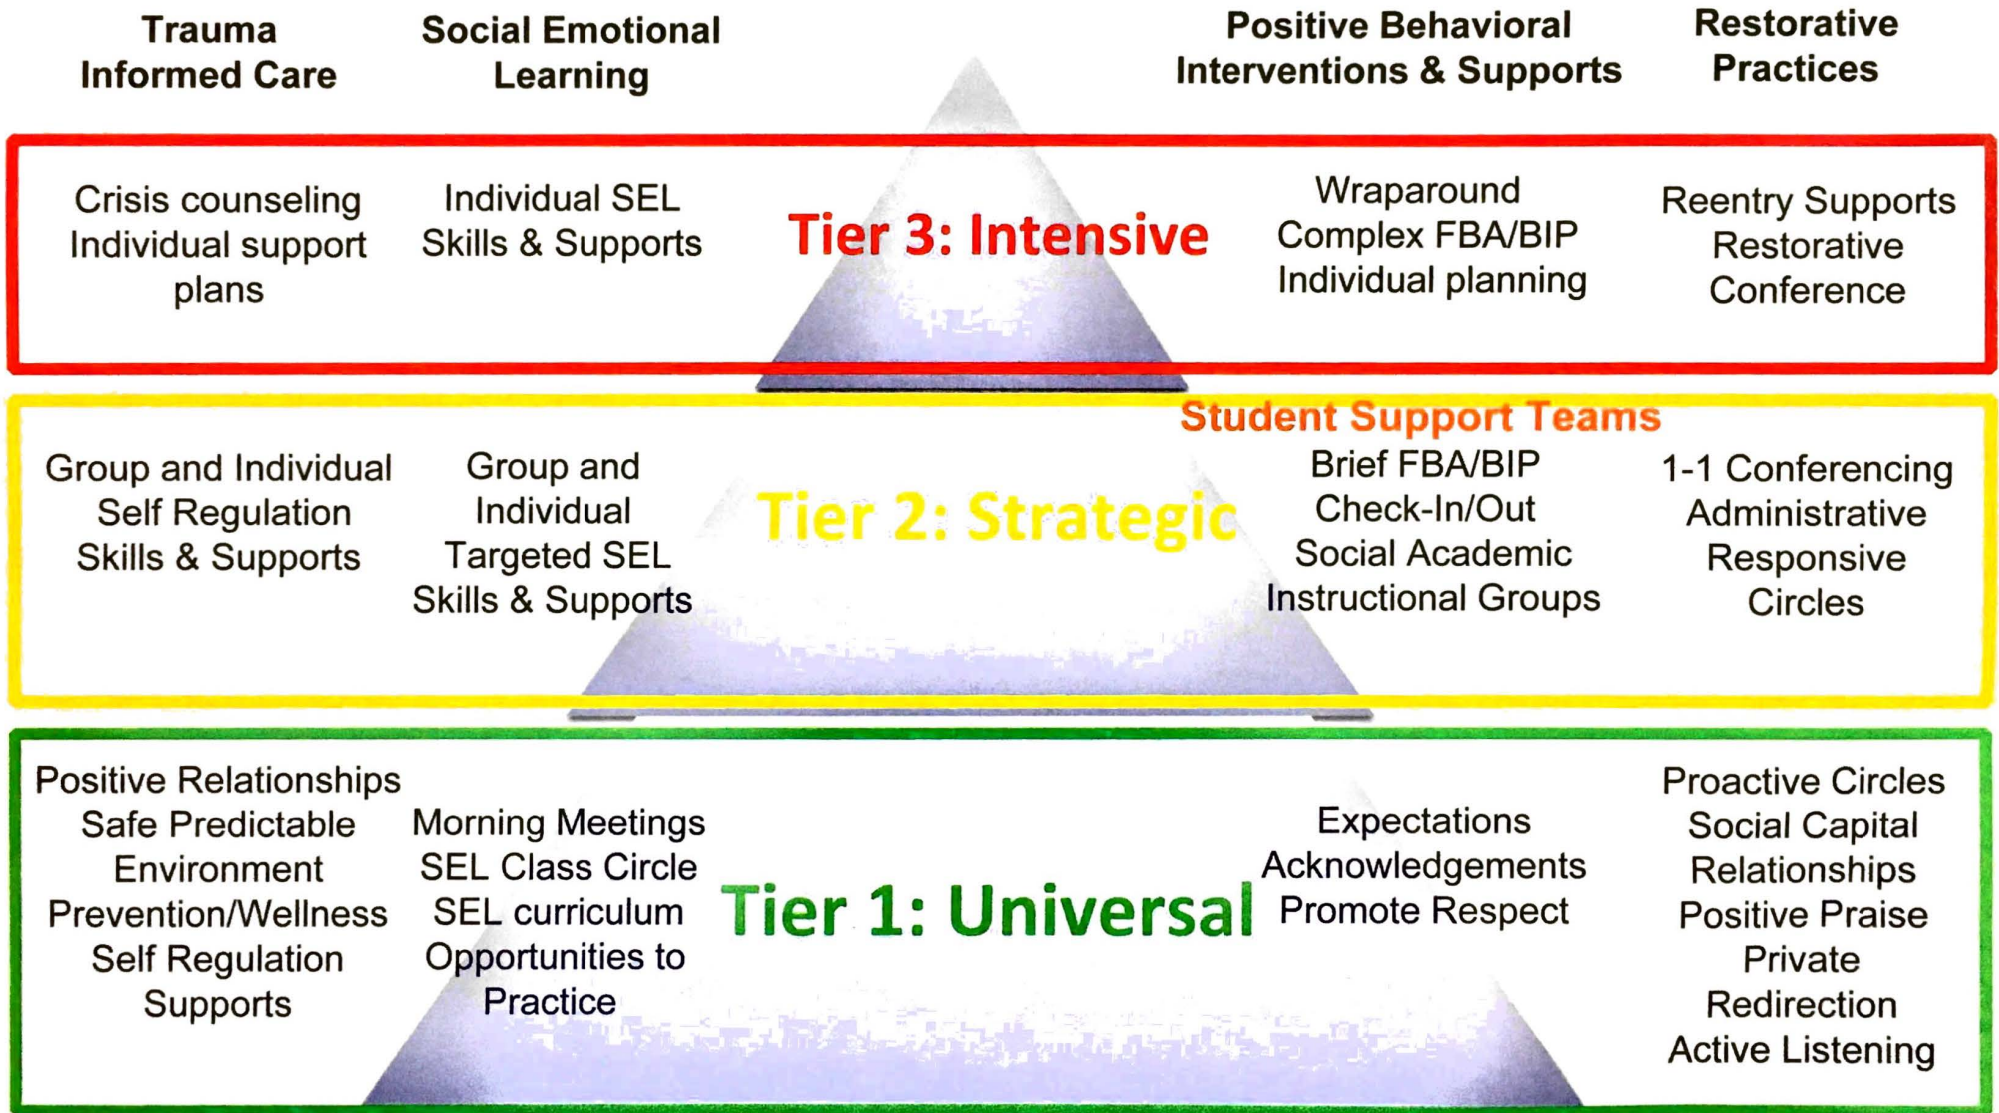 Trauma
Informed Care
Social Emotional
Learning
Positive Behavioral
Interventions & Supports
Restorative
Practices
Crisis counseling
Individual support
plans
Individual SEL
Skills & Supports
Tier 3: Intensive
Wraparound
Complex FBA/BIP
Individual planning
Reentry Supports
Restorative
Conference
Group and Individual
Self Regulation
Skills & Supports
Group and
Individual
Targeted SEL
Skills & Supports
Tier 2: Strategic
Student Support Teams
Brief FBA/BIP
Check-In/Out
Social Academic
Instructional Groups
1-1 Conferencing
Administrative
Responsive
Circles
Positive Relationships
Safe Predictable
Environment
Prevention/Wellness
Self Regulation
Supports
Morning Meetings
SEL Class Circle
SEL curriculum
Opportunities to
Practice
Tier 1: Universal
Expectations
Acknowledgements
Promote Respect
Proactive Circles
Social Capital
Relationships
Positive Praise
Private
Redirection
Active Listening